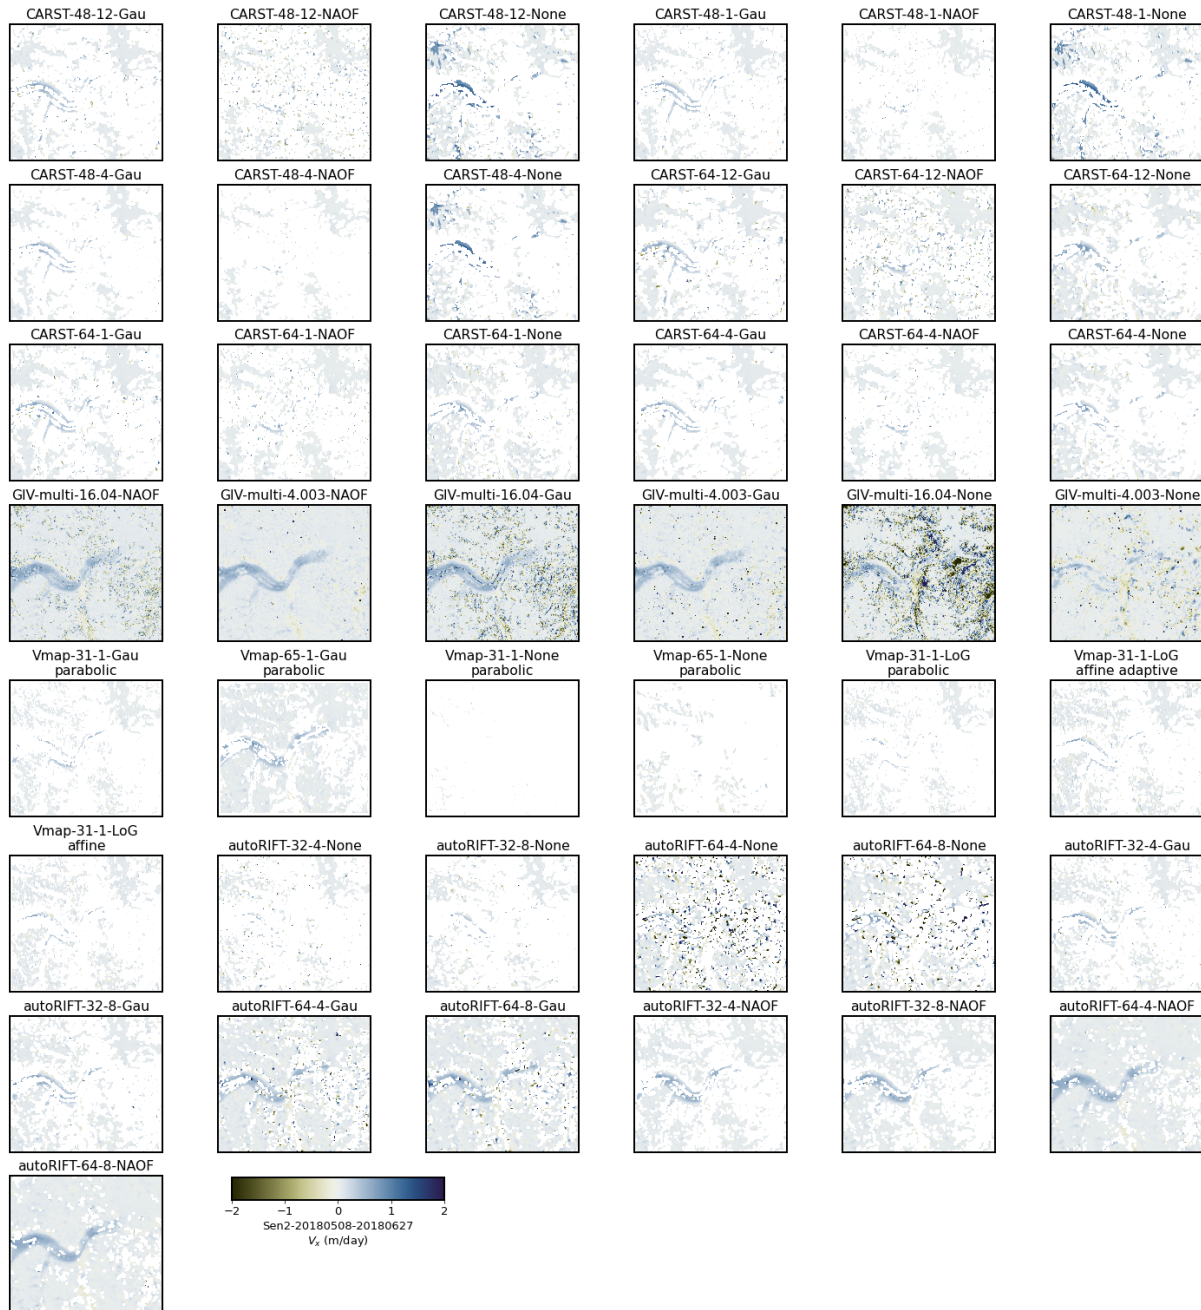 CARST-48-12-Gau CARST-48-12-NAOF CARST-48-12-None CARST-48-1-Gau CARST-48-1-NAOF CARST-48-1-None
CARST-48-4-Gau CARST-48-4-NAOF CARST-48-4-None CARST-64-12-Gau CARST-64-12-NAOF CARST-64-12-None
CARST-64-1-Gau CARST-64-1-NAOF CARST-64-1-None CARST-64-4-Gau CARST-64-4-NAOF CARST-64-4-None
GIV-multi-16.04-NAOF GIV-multi-4.003-NAOF GIV-multi-16.04-Gau GIV-multi-4.003-Gau GIV-multi-16.04-None GIV-multi-4.003-None
Vmap-31-1-Gau Vmap-65-1-Gau Vmap-31-1-None Vmap-65-1-None Vmap-31-1-LoG Vmap-31-1-LoG
parabolic parabolic parabolic parabolic parabolic affine adaptive
Vmap-31-1-LoG
affine autoRIFT-32-4-None autoRIFT-32-8-None autoRIFT-64-4-None autoRIFT-64-8-None autoRIFT-32-4-Gau
autoRIFT-32-8-Gau autoRIFT-64-4-Gau autoRIFT-64-8-Gau autoRIFT-32-4-NAOF autoRIFT-32-8-NAOF autoRIFT-64-4-NAOF
autoRIFT-64-8-NAOF
−2 −1 0 1 2
Sen2-20180508-20180627
Vx (m/day)